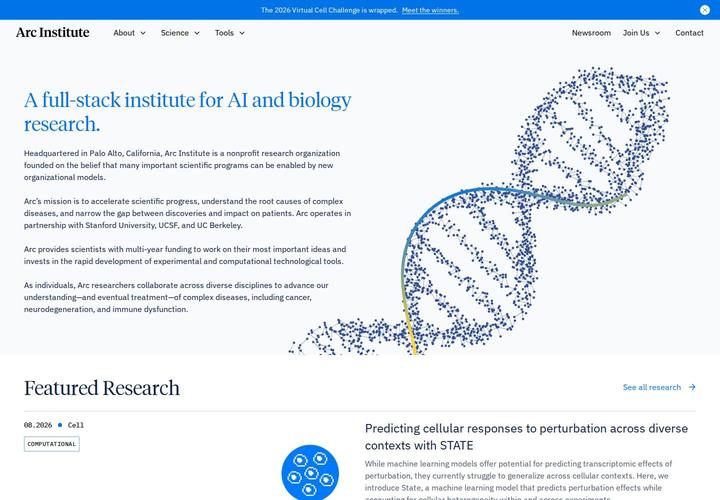 The 2026 Virtual Cell Challenge is wrapped. Meet the winners.
Arc Institute
About
Science
Tools
Newsroom
Join Us
Contact
A full-stack institute for AI and biology
research.
Headquartered in Palo Alto, California, Arc Institute is a nonprofit research organization
founded on the belief that many important scientific programs can be enabled by new
organizational models.
Arc's mission is to accelerate scientific progress, understand the root causes of complex
diseases, and narrow the gap between discoveries and impact on patients. Arc operates in
partnership with Stanford University, UCSF, and UC Berkeley.
Arc provides scientists with multi-year funding to work on their most important ideas and
invests in the rapid development of experimental and computational technological tools.
As individuals, Arc researchers collaborate across diverse disciplines to advance our
understanding—and eventual treatment—of complex diseases, including cancer,
neurodegeneration, and immune dysfunction.
Featured Research
See all research
08.2026 Cell
COMPUTATIONAL
Predicting cellular responses to perturbation across diverse
contexts with STATE
While machine learning models offer potential for predicting transcriptomic effects of
perturbation, they currently struggle to generalize across cellular contexts. Here, we
introduce State, a machine learning model that predicts perturbation effects while
accounting for cellular heterogeneity within and across experiments.